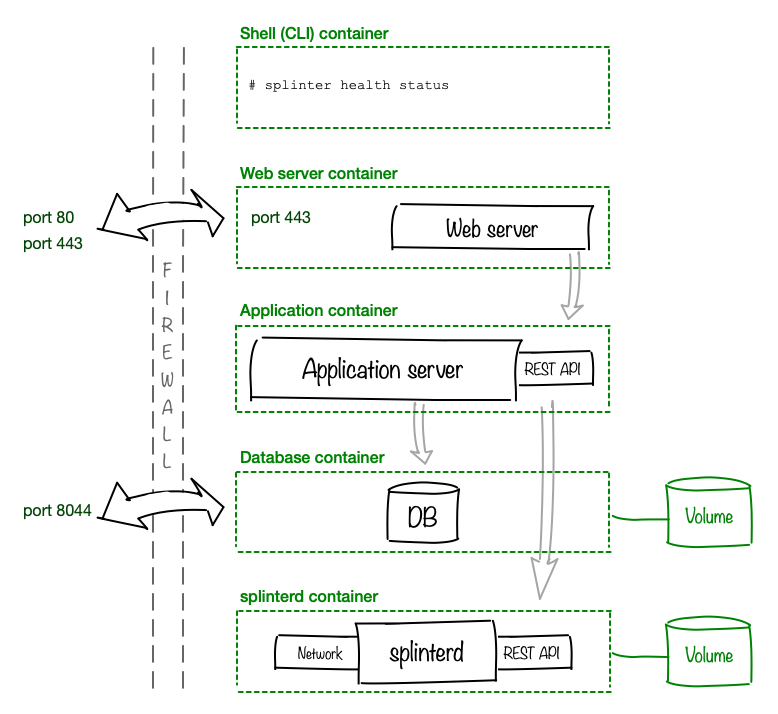 Shell (CLI) container
# splinter health status
Web server container
port 80
port 443
port 443
Web server
FIREWALL
Application container
Application server
REST API
Database container
port 8044
DB
Volume
splinterd container
Network
splinterd
REST API
Volume